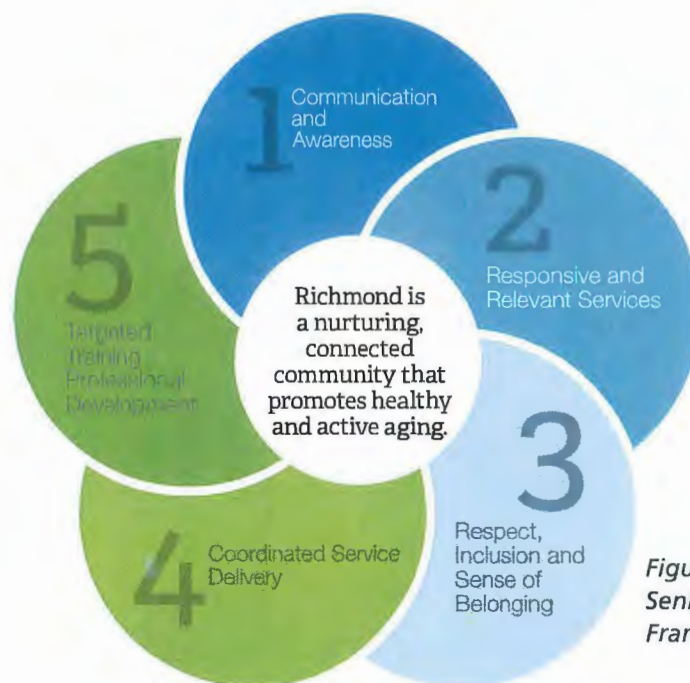 1
Communication
and
Awareness
2
Responsive and
Relevant Services
3
Respect,
Inclusion and
Sense of
Belonging
4
Coordinated Service
Delivery
5
Targeted
Training
Professional
Development
Richmond is
a nurturing,
connected
community that
promotes healthy
and active aging.